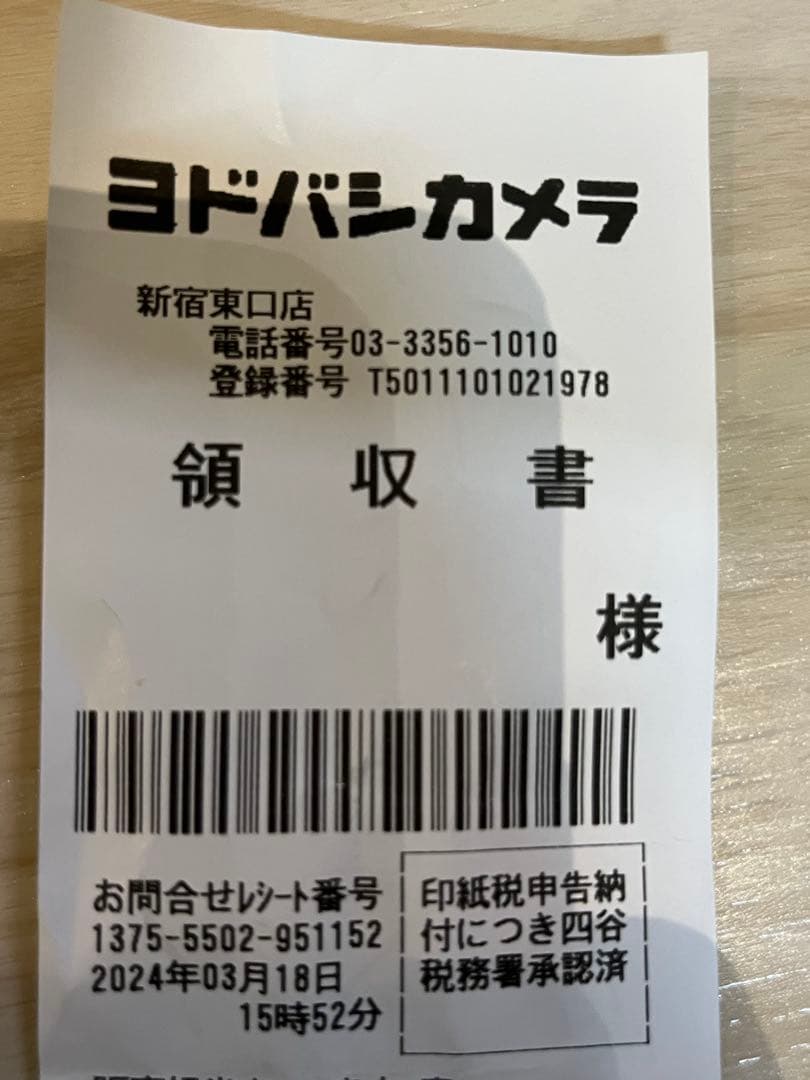 ヨドバシカメラ
新宿東口店
電話番号03-3356-1010
登録番号 T5011101021978
領 収 書
様
お問合せﾚｼｰﾄ番号
1375-5502-951152
2024年03月18日
15時52分
印紙税申告納
付につき四谷
税務署承認済